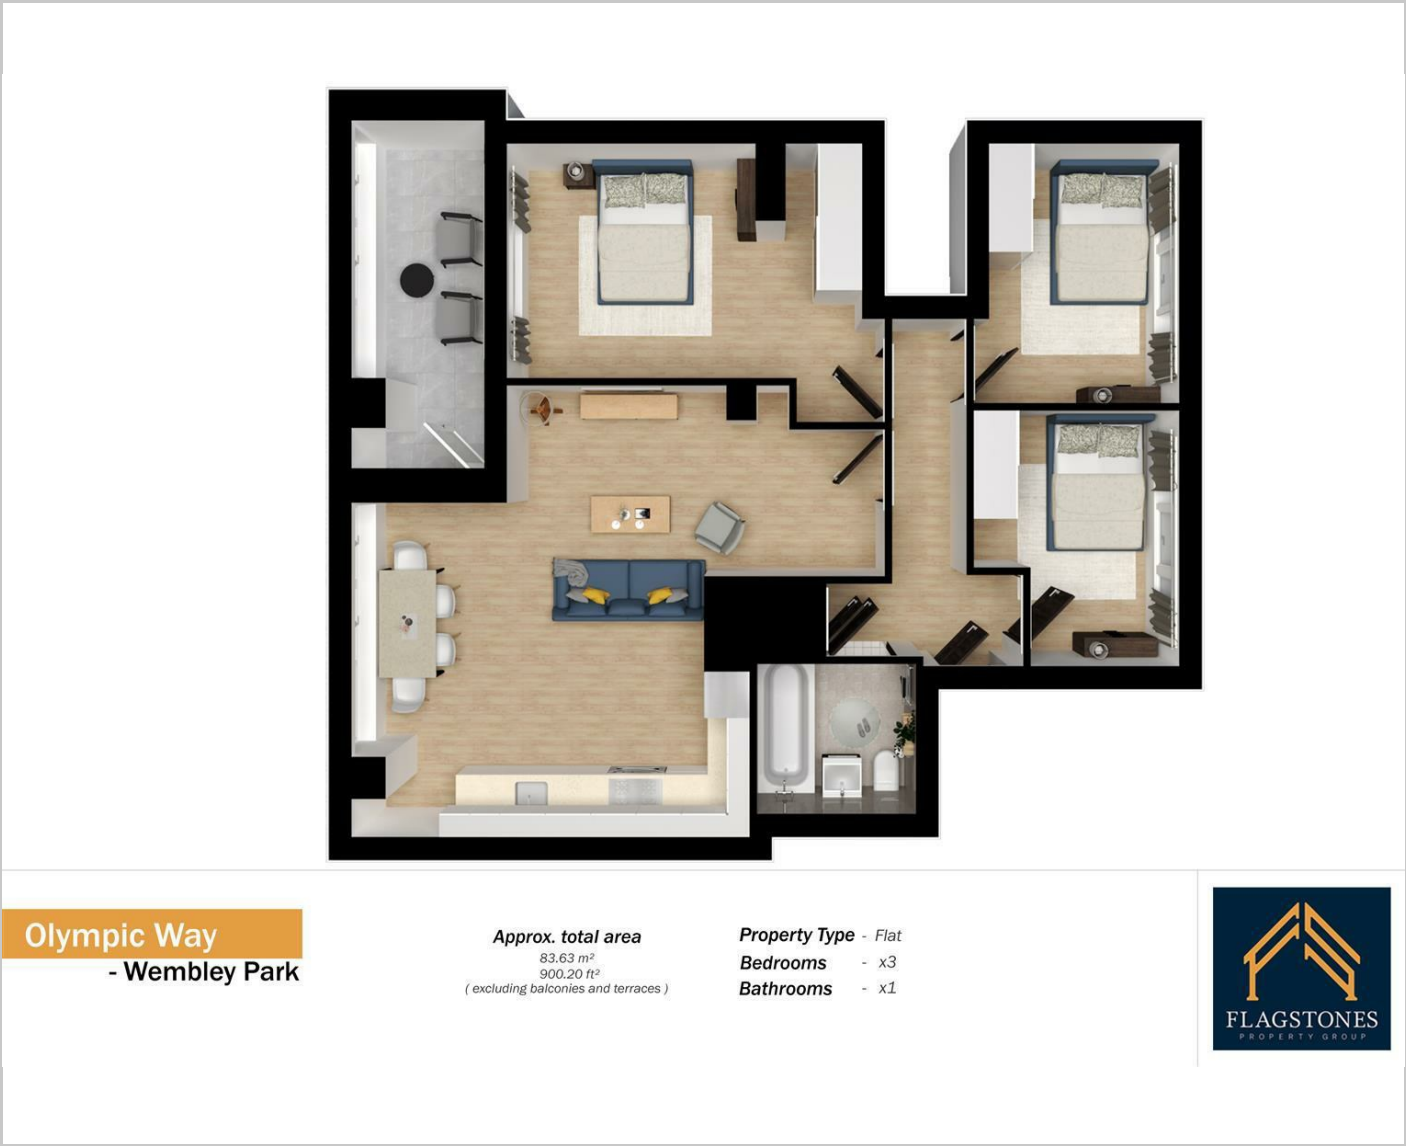 Olympic Way
- Wembley Park
Approx. total area
83.63 m²
900.20 ft²
( excluding balconies and terraces )
Property Type - Flat
Bedrooms - x3
Bathrooms - x1
FLAGSTONES
PROPERTY GROUP